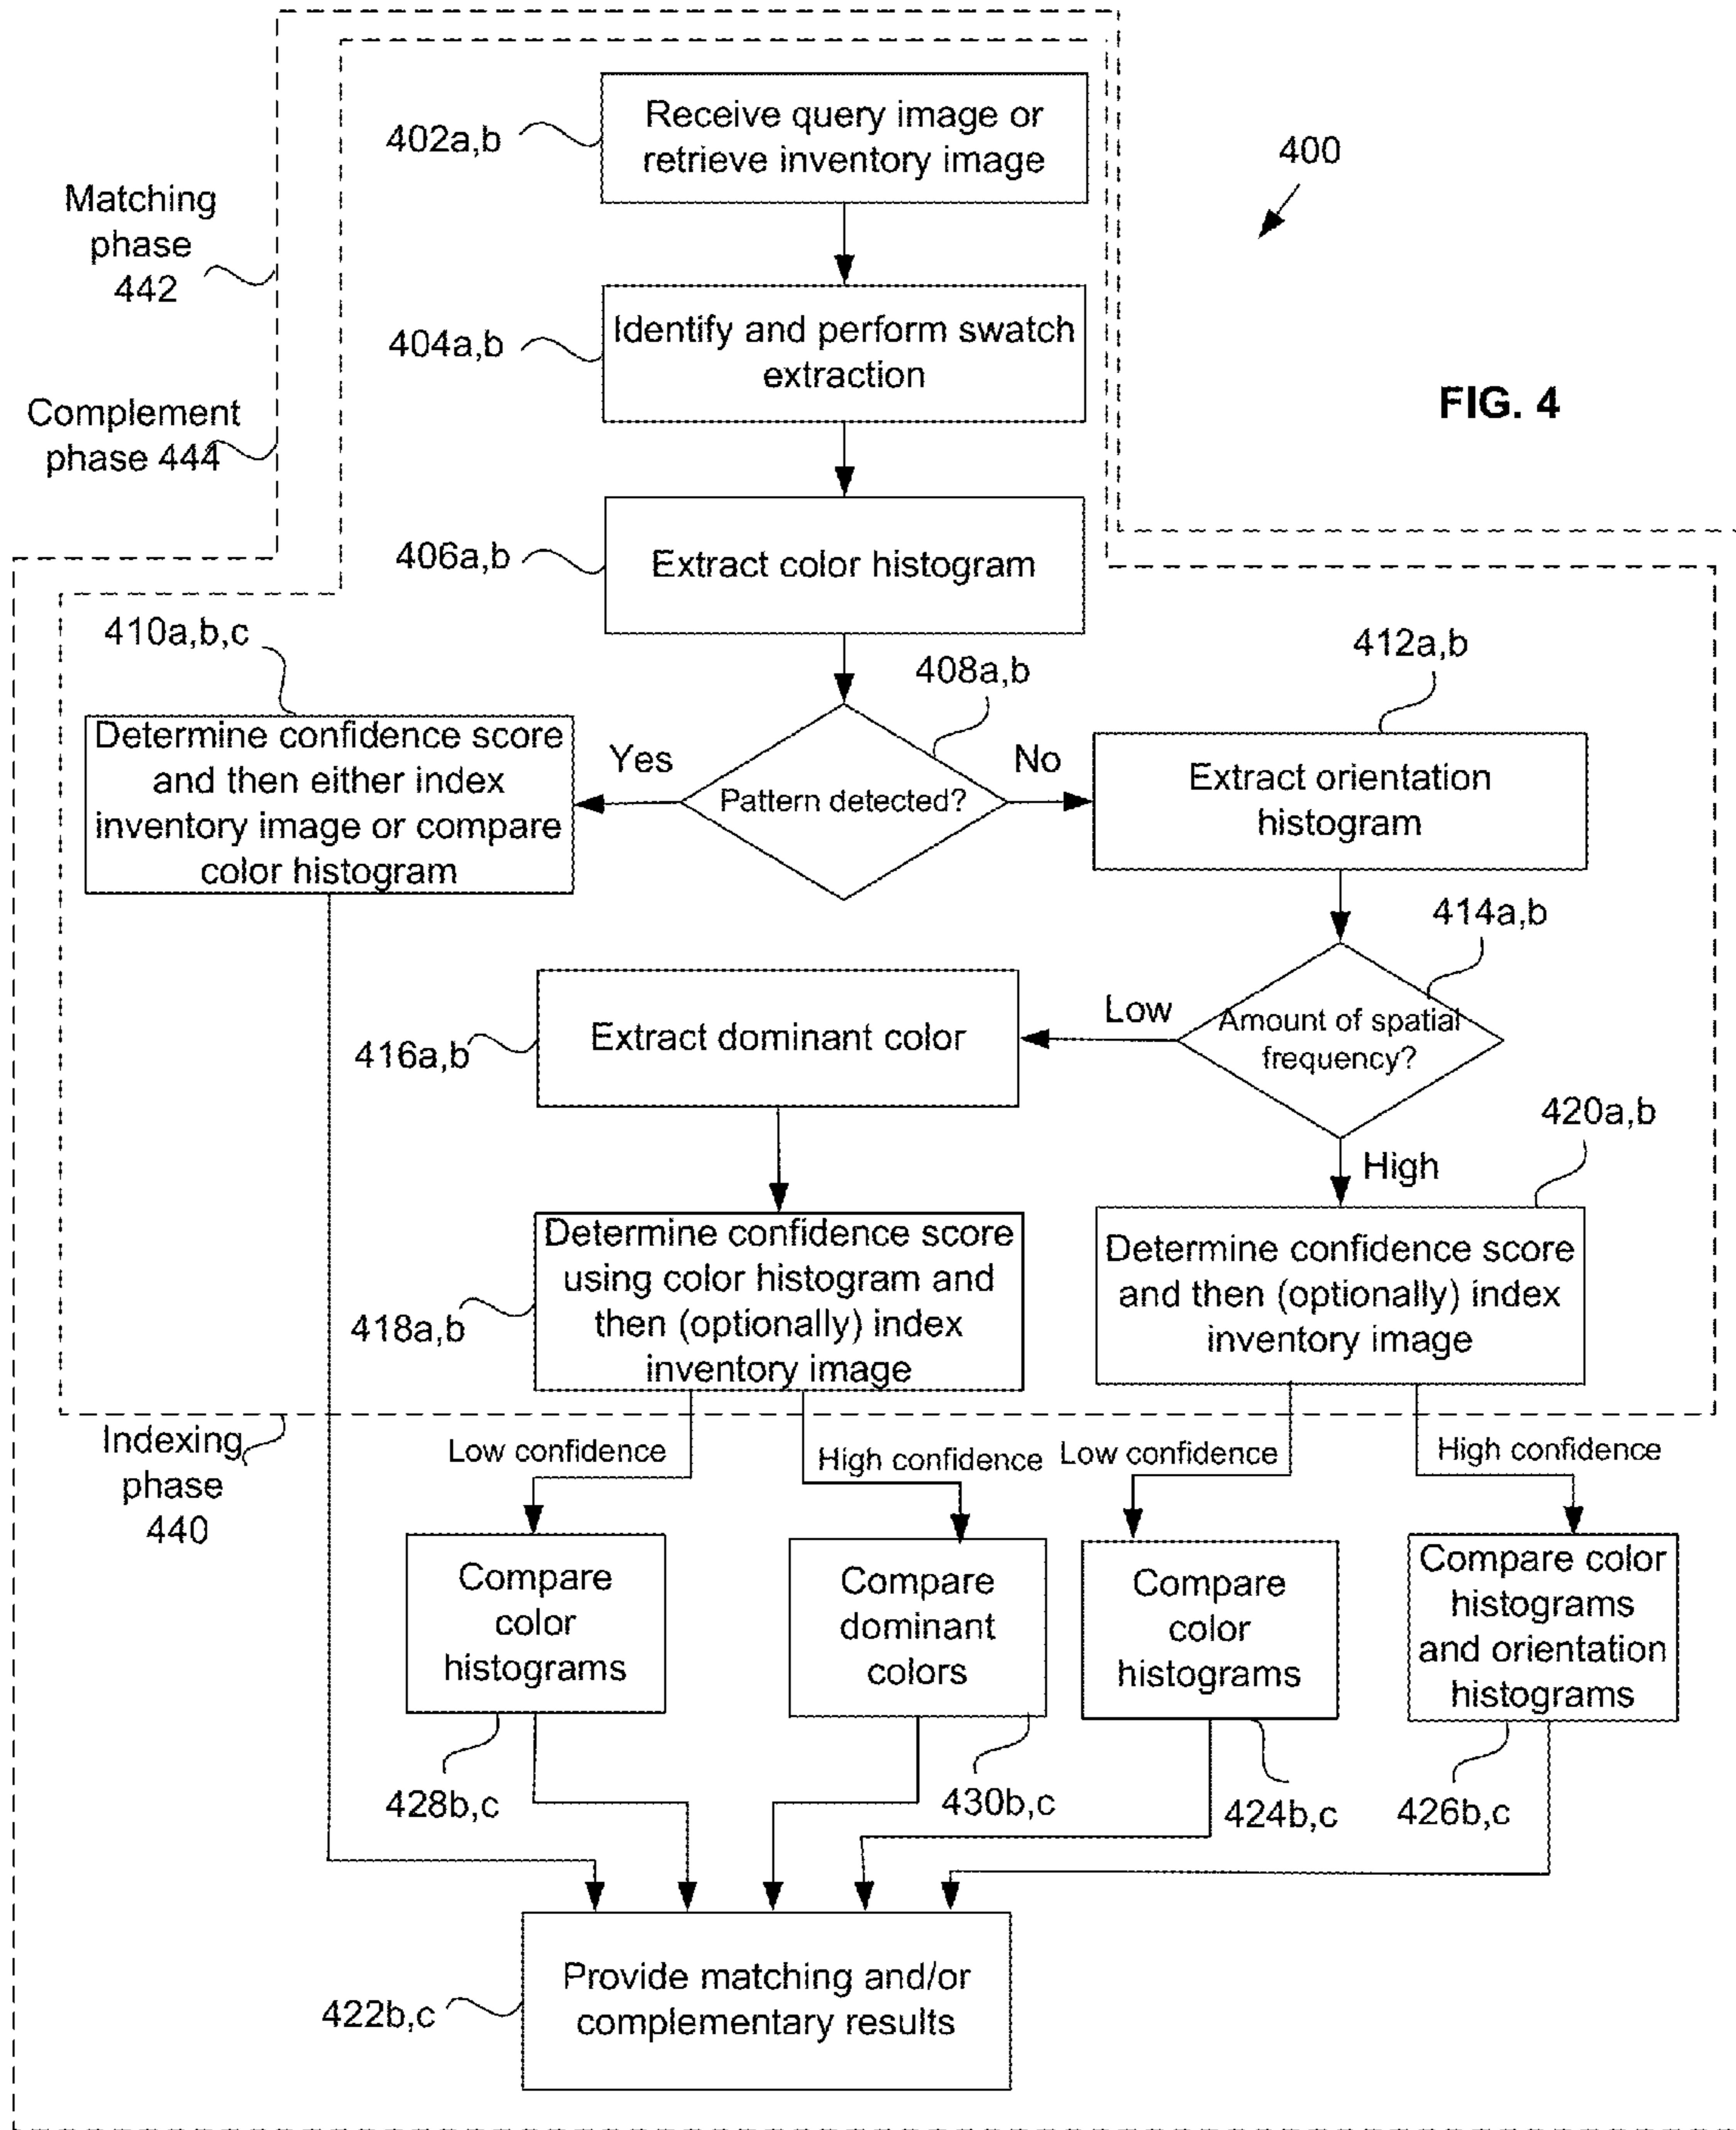 Receive query image or
retrieve inventory image
402a,b
400
Matching
phase
442
Identify and perform swatch
extraction
404a,b
FIG. 4
Complement
phase 444
Extract color histogram
406a,b
410a,b,c
408a,b
412a,b
Determine confidence score
and then either index
inventory image or compare
color histogram
Yes
Pattern detected?
No
Extract orientation
histogram
414a,b
Extract dominant color
416a,b
Low
Amount of spatial
frequency?
420a,b
High
Determine confidence score
using color histogram and
then (optionally) index
inventory image
418a,b
Determine confidence score
and then (optionally) index
inventory image
Indexing
phase
440
Low confidence
High confidence
Low confidence
High confidence
Compare
color
histograms
Compare
dominant
colors
Compare
color
histograms
Compare color
histograms
and orientation
histograms
428b,c
430b,c
424b,c
426b,c
Provide matching and/or
complementary results
422b,c